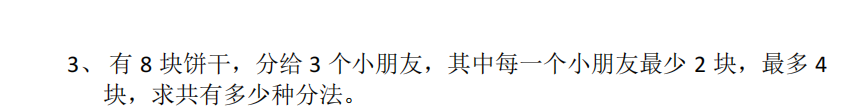 3、 有 8 块饼干，分给 3 个小朋友，其中每一个小朋友最少 2 块，最多 4
块，求共有多少种分法。